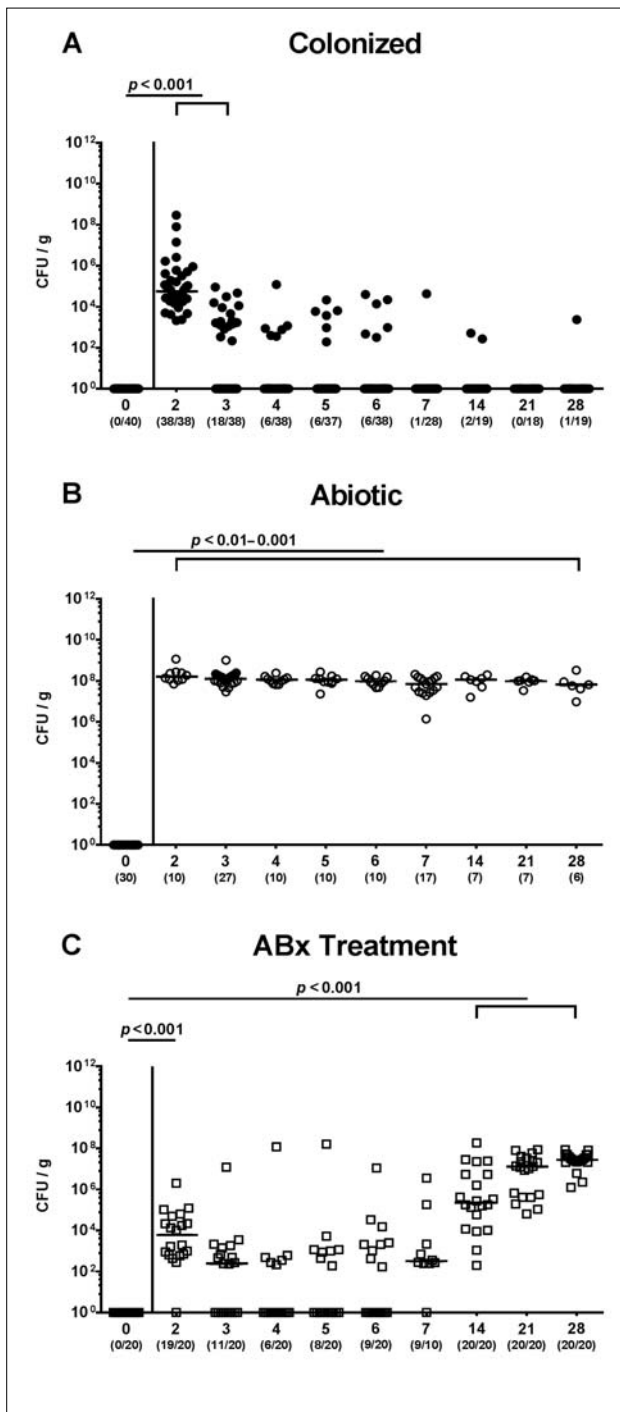 A Colonized
p < 0.001
10¹²
10¹⁰
10⁸
10⁶
10⁴
10²
10⁰
CFU / g
0 2 3 4 5 6 7 14 21 28
(0/40) (38/38) (18/38) (6/38) (6/37) (6/38) (1/28) (2/19) (0/18) (1/19)
B Abiotic
p < 0.01–0.001
10¹²
10¹⁰
10⁸
10⁶
10⁴
10²
10⁰
CFU / g
0 2 3 4 5 6 7 14 21 28
(30) (10) (27) (10) (10) (10) (17) (7) (7) (6)
C ABx Treatment
p < 0.001
p < 0.001
10¹²
10¹⁰
10⁸
10⁶
10⁴
10²
10⁰
CFU / g
0 2 3 4 5 6 7 14 21 28
(0/20) (19/20) (11/20) (6/20) (8/20) (9/20) (9/10) (20/20) (20/20) (20/20)